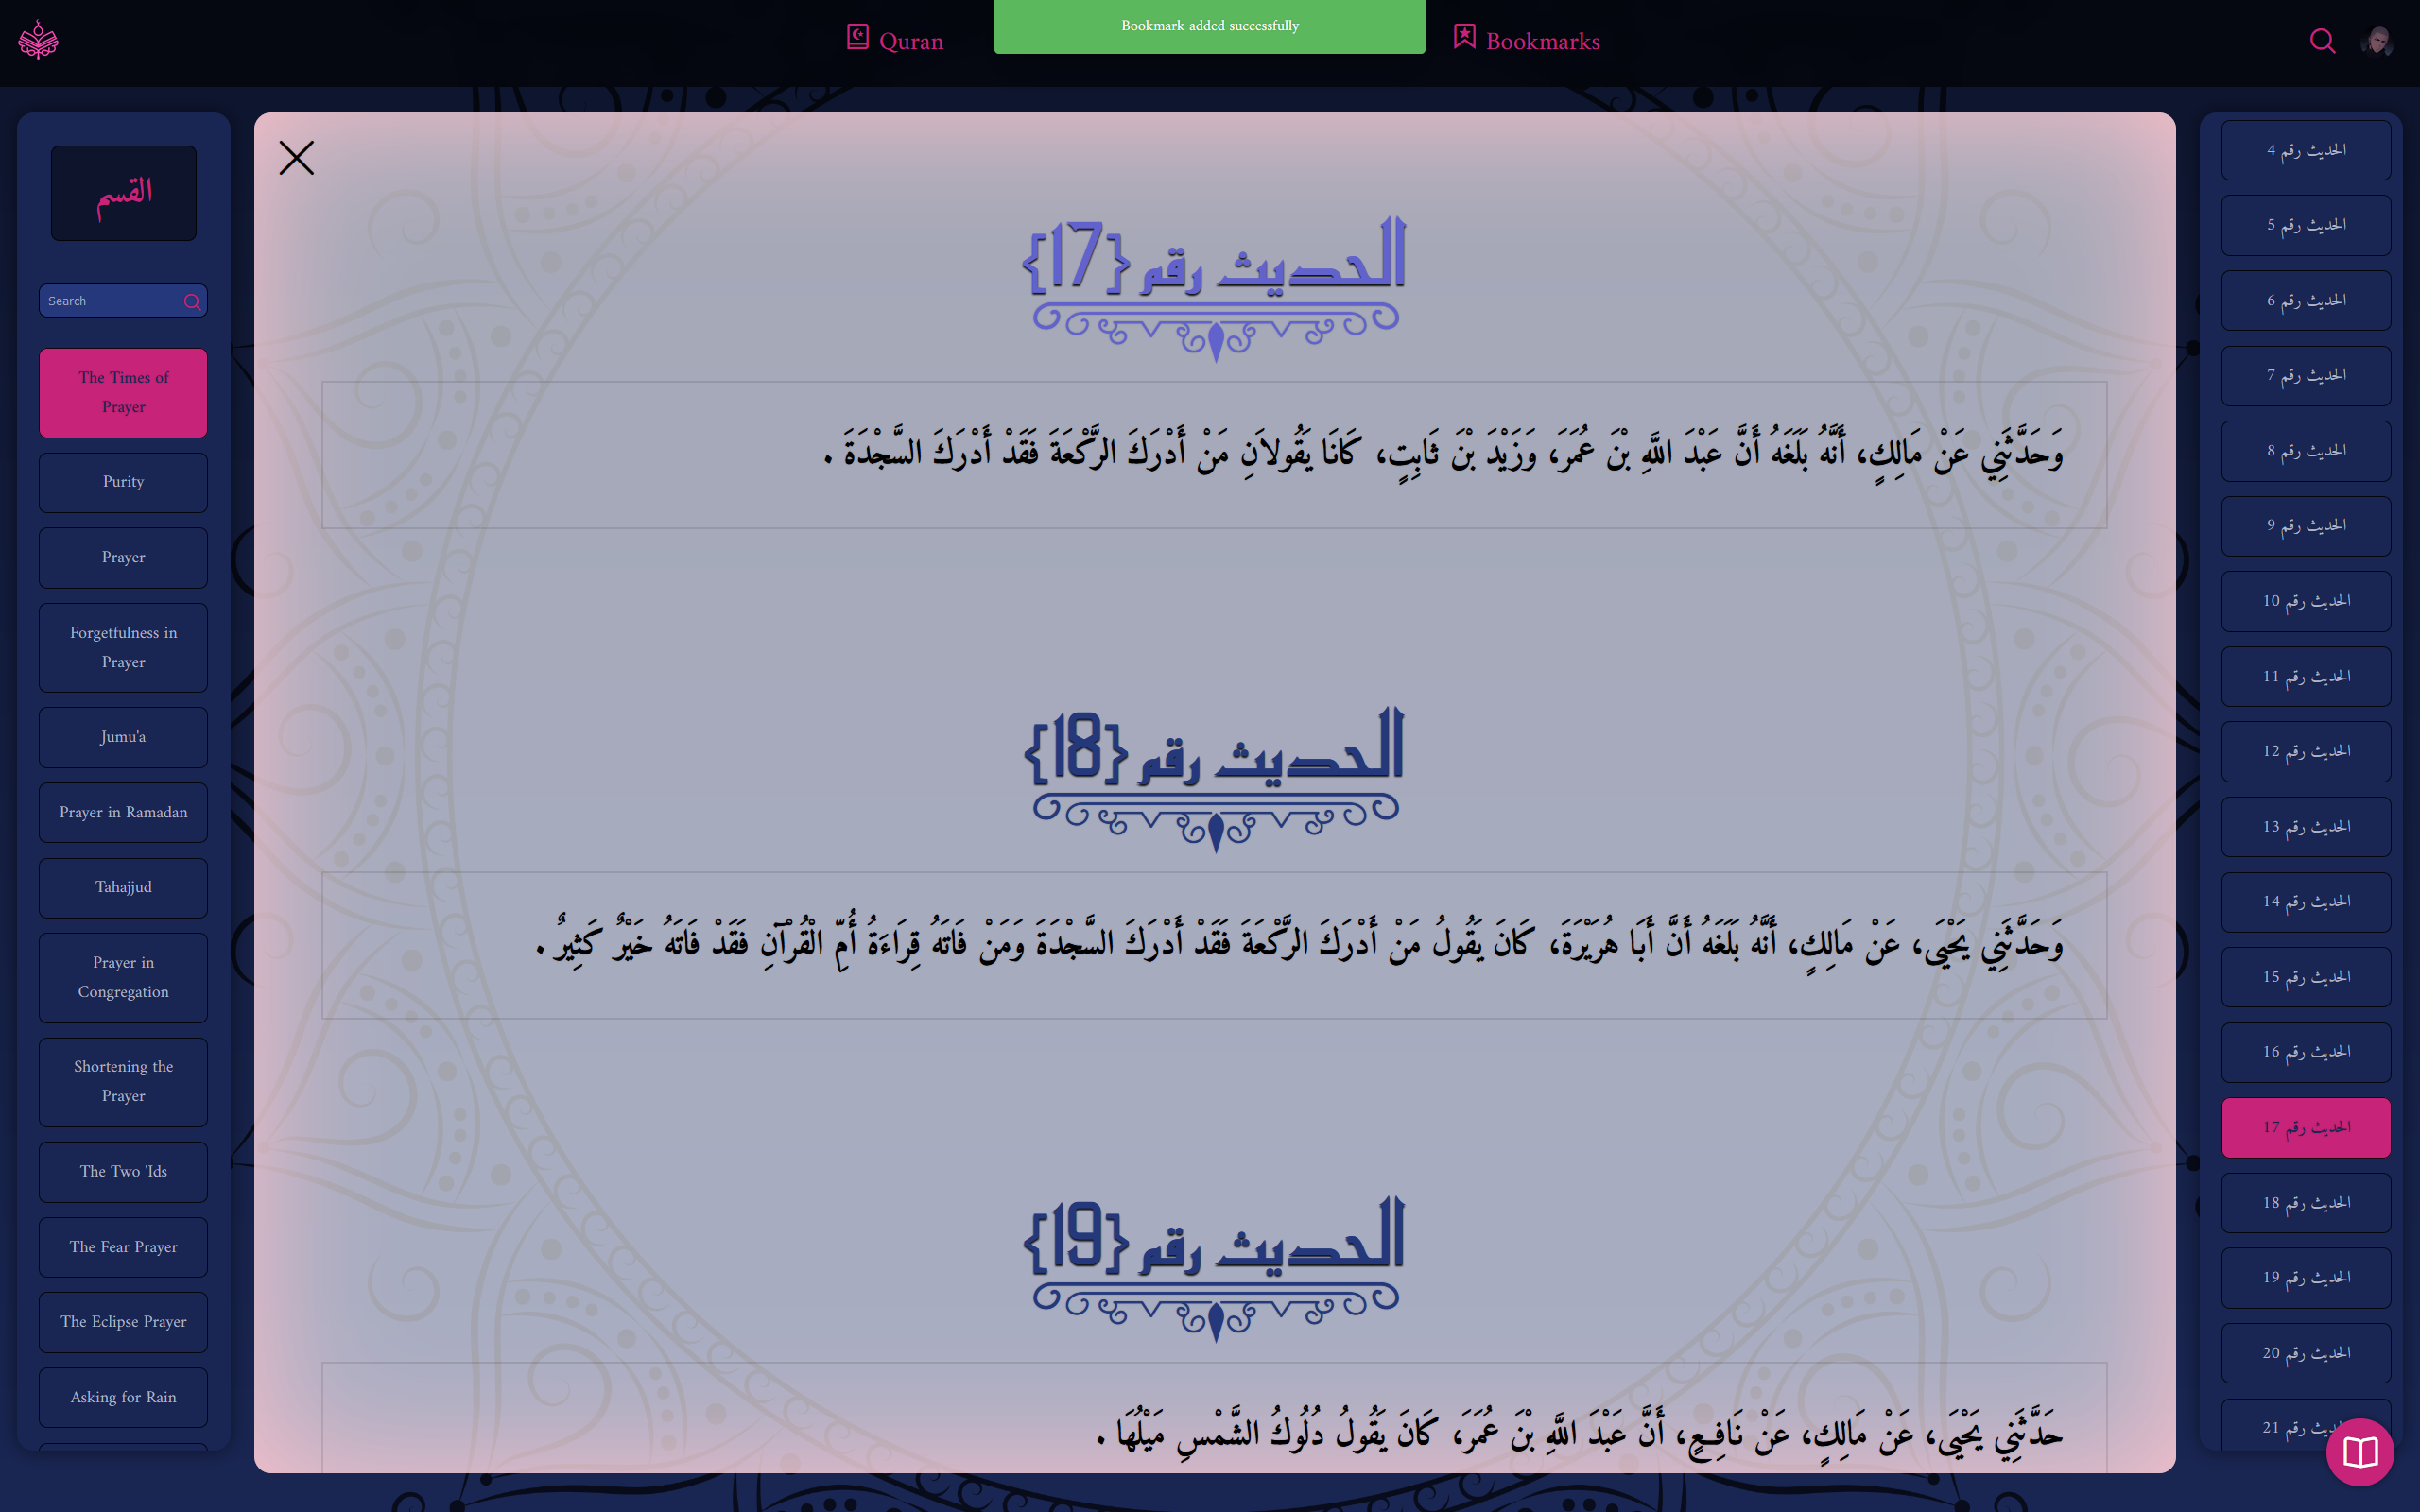 Quran
Bookmark added successfully
Bookmarks
القسم
Search
The Times of
Prayer
Purity
Prayer
Forgetfulness in
Prayer
Jumu'a
Prayer in Ramadan
Tahajjud
Prayer in
Congregation
Shortening the
Prayer
The Two 'Ids
The Fear Prayer
The Eclipse Prayer
Asking for Rain
الحديث رقم {17}
وَحَدَّثَنِي عَنْ مَالِكٍ، أَنَّهُ بَلَغَهُ أَنَّ عَبْدَ اللَّهِ بْنَ عُمَرَ، وَزَيْدَ بْنَ ثَابِتٍ، كَانَا يَقُولاَنِ مَنْ أَدْرَكَ الرَّكْعَةَ فَقَدْ أَدْرَكَ السَّجْدَةَ .
الحديث رقم {18}
وَحَدَّثَنِي يَحْيَى، عَنْ مَالِكٍ، أَنَّهُ بَلَغَهُ أَنَّ أَبَا هُرَيْرَةَ، كَانَ يَقُولُ مَنْ أَدْرَكَ الرَّكْعَةَ فَقَدْ أَدْرَكَ السَّجْدَةَ وَمَنْ فَاتَهُ قِرَاءَةُ أُمِّ الْقُرْآنِ فَقَدْ فَاتَهُ خَيْرٌ كَثِيرٌ .
الحديث رقم {19}
حَدَّثَنِي يَحْيَى، عَنْ مَالِكٍ، عَنْ نَافِعٍ، أَنَّ عَبْدَ اللَّهِ بْنَ عُمَرَ، كَانَ يَقُولُ دُلُوكُ الشَّمْسِ مَيْلُهَا .
الحديث رقم 4
الحديث رقم 5
الحديث رقم 6
الحديث رقم 7
الحديث رقم 8
الحديث رقم 9
الحديث رقم 10
الحديث رقم 11
الحديث رقم 12
الحديث رقم 13
الحديث رقم 14
الحديث رقم 15
الحديث رقم 16
الحديث رقم 17
الحديث رقم 18
الحديث رقم 19
الحديث رقم 20
رقم 21